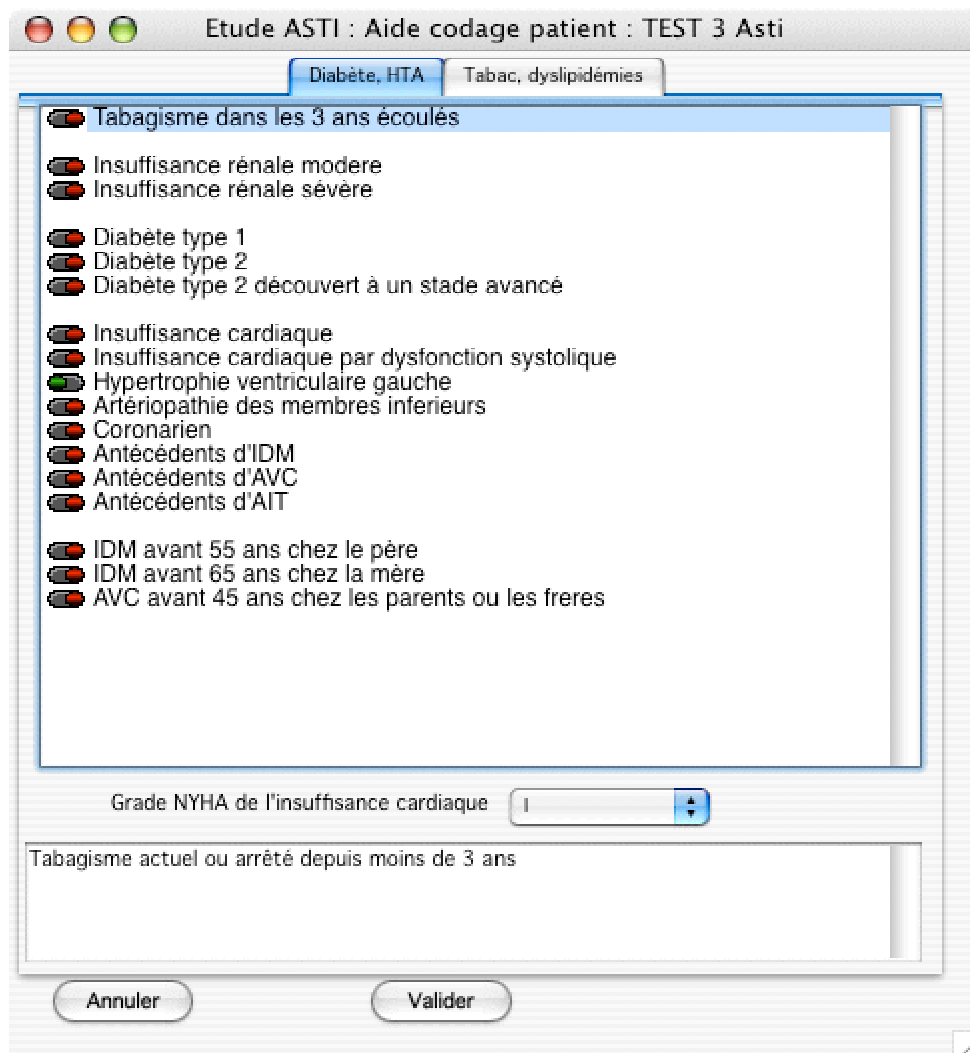 Etude ASTI : Aide codage patient : TEST 3 Asti
Diabète, HTA
Tabac, dyslipidémies
Tabagisme dans les 3 ans écoulés
Insuffisance rénale modere
Insuffisance rénale sévère
Diabète type 1
Diabète type 2
Diabète type 2 découvert à un stade avancé
Insuffisance cardiaque
Insuffisance cardiaque par dysfonction systolique
Hypertrophie ventriculaire gauche
Artériopathie des membres inferieurs
Coronarien
Antécédents d'IDM
Antécédents d'AVC
Antécédents d'AIT
IDM avant 55 ans chez le père
IDM avant 65 ans chez la mère
AVC avant 45 ans chez les parents ou les freres
Grade NYHA de l'insuffisance cardiaque
I
Tabagisme actuel ou arrêté depuis moins de 3 ans
Annuler
Valider